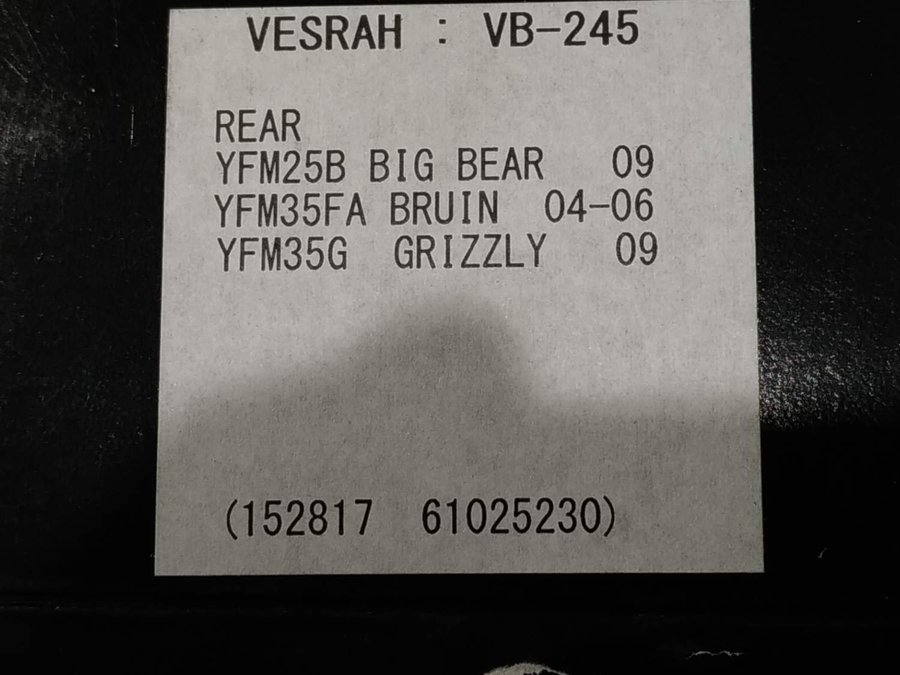 VESRAH : VB-245
REAR
YFM25B BIG BEAR 09
YFM35FA BRUIN 04-06
YFM35G GRIZZLY 09
(152817 61025230)